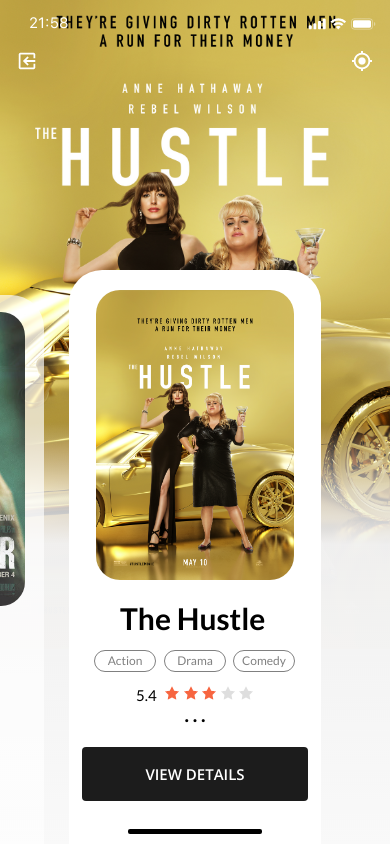 21:58
THEY'RE GIVING DIRTY ROTTEN MEN
A RUN FOR THEIR MONEY
ANNE HATHAWAY
REBEL WILSON
THE HUSTLE
THEY'RE GIVING DIRTY ROTTEN MEN
A RUN FOR THEIR MONEY
ANNE HATHAWAY
REBEL WILSON
THE HUSTLE
MAY 10
R
BER 4
The Hustle
Action Drama Comedy
5.4
VIEW DETAILS